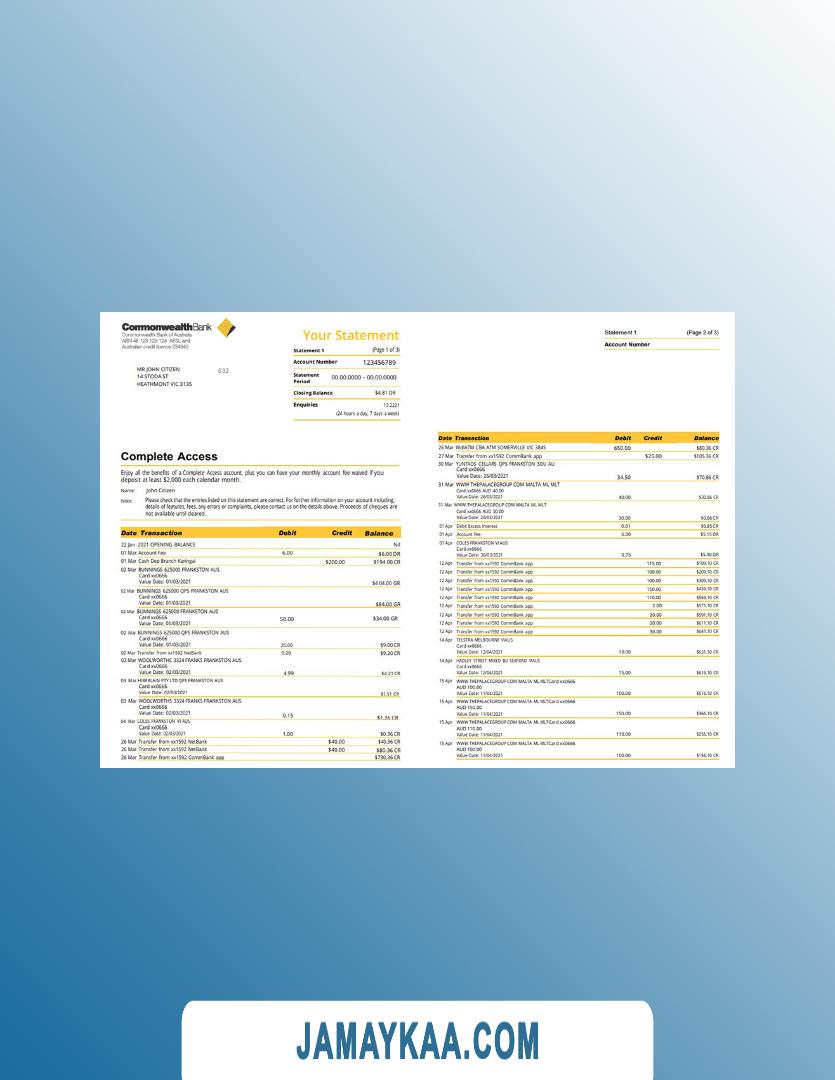 CommonwealthBank
Commonwealth Bank of Australia
ABN 48 123 123 124 AFSL and
Australian credit licence 234945
MR JOHN CITIZEN 032
14 STODA ST
HEATHMONT VIC 3135
Your Statement
Statement 1 (Page 1 of 3)
Account Number 123456789
Statement Period 00.00.0000 – 00.00.0000
Closing Balance $4.81 DR
Enquiries 13 2221
(24 hours a day, 7 days a week)
Complete Access
Enjoy all the benefits of a Complete Access account, plus you can have your monthly account fee waived if you
deposit at least $2,000 each calendar month.
Name: John Citizen
Note: Please check that the entries listed on this statement are correct. For further information on your account including;
details of features, fees, any errors or complaints, please contact us on the details above. Proceeds of cheques are
not available until cleared.
Date Transaction Debit Credit Balance
22 Jan 2021 OPENING BALANCE Nil
01 Mar Account Fee 6.00 $6.00 DR
01 Mar Cash Dep Branch Karingal $200.00 $194.00 CR
02 Mar BUNNINGS 625000 FRANKSTON AUS
Card xx0666
Value Date: 01/03/2021 $104.00 GR
02 Mar BUNNINGS 625000 QPS FRANKSTON AUS
Card xx0666
Value Date: 01/03/2021 $84.00 GR
02 Mar BUNNINGS 625000 FRANKSTON AUS
Card xx0666 50.00 $34.00 GR
Value Date: 01/03/2021
02 Mar BUNNINGS 625000 QPS FRANKSTON AUS
Card xx0666
Value Date: 01/03/2021 25.00 $9.00 CR
02 Mar Transfer from xx1592 NetBank 0.20 $9.20 CR
03 Mar WOOLWORTHS 3324 FRANKS FRANKSTON AUS
Card xx0666
Value Date: 02/03/2021 4.99 $4.21 CR
PTY LTD QPS FRANKSTON AUS
Card xx0666
Value Date: 02/03/2021 $1.51 CR
03 Mar WOOLWORTHS 3324 FRANKS FRANKSTON AUS
Card xx0666
Value Date: 02/03/2021 0.15 $1.36 CR
04 Mar COLES FRANKSTON VI AUS
Card xx0666
Value Date: 02/03/2021 1.00 $0.36 CR
26 Mar Transfer from xx1592 NetBank $40.00 $40.36 CR
26 Mar Transfer from xx1592 NetBank $40.00 $80.36 CR
26 Mar Transfer from xx1592 CommBank app $730.36 CR
Statement 1 (Page 2 of 3)
Account Number
Date Transaction Debit Credit Balance
26 Mar CBA ATM SOMERVILLE VIC 650.00 $80.36 CR
27 Mar Transfer from xx1592 CommBank app $25.00 $105.36 CR
30 Mar YUNTAOS CELLARS QPS FRANKSTON SOU AU
Card xx0666
Value Date: 26/03/2021 34.50 $70.86 CR
31 Mar WWW THEPALACEGROUP COM MALTA ML MLT
Card xx0666 AUD 40.00
Value Date: 26/03/2021 40.00 $30.86 CR
31 Mar WWW THEPALACEGROUP COM MALTA ML MLT
Card xx0666 AUD 30.00
Value Date: 26/03/2021 30.00 $0.86 CR
01 Apr Debit Excess Interest 0.01 $0.85 CR
01 Apr Account Fee 6.00 $5.15 DR
01 Apr COLES FRANKSTON VI AUS
Card xx0666
Value Date: 30/03/2021 0.75 $5.90 DR
12 Apr Transfer from xx1592 CommBank app 115.00 $109.10 CR
12 Apr Transfer from xx1592 CommBank app 100.00 $209.10 CR
12 Apr Transfer from xx1592 CommBank app 100.00 $309.10 CR
12 Apr Transfer from xx1592 CommBank app 150.00 $459.10 CR
12 Apr Transfer from xx1592 CommBank app 110.00 $569.10 CR
12 Apr Transfer from xx1592 CommBank app 2.00 $571.10 CR
12 Apr Transfer from xx1592 CommBank app 20.00 $591.10 CR
12 Apr Transfer from xx1592 CommBank app 20.00 $611.10 CR
12 Apr Transfer from xx1592 CommBank app 30.00 $641.10 CR
14 Apr TELSTRA MELBOURNE VI AUS
Card xx0666
Value Date: 12/04/2021 10.00 $631.10 CR
14 Apr HADLEY STREET MIXED BU SEAFORD VI AUS
Card xx0666
Value Date: 12/04/2021 15.00 $616.10 CR
15 Apr WWW THEPALACEGROUP COM MALTA ML MLTCard xx0666
AUD 100.00
Value Date: 11/04/2021 100.00 $516.10 CR
15 Apr WWW THEPALACEGROUP COM MALTA ML MLTCard xx0666
AUD 150.00
Value Date: 11/04/2021 150.00 $366.10 CR
15 Apr WWW THEPALACEGROUP COM MALTA ML MLTCard xx0666
AUD 110.00
Value Date: 11/04/2021 110.00 $256.10 CR
15 Apr WWW THEPALACEGROUP COM MALTA ML MLTCard xx0666
AUD 100.00
Value Date: 11/04/2021 100.00 $156.10 CR
JAMAYKAA.COM